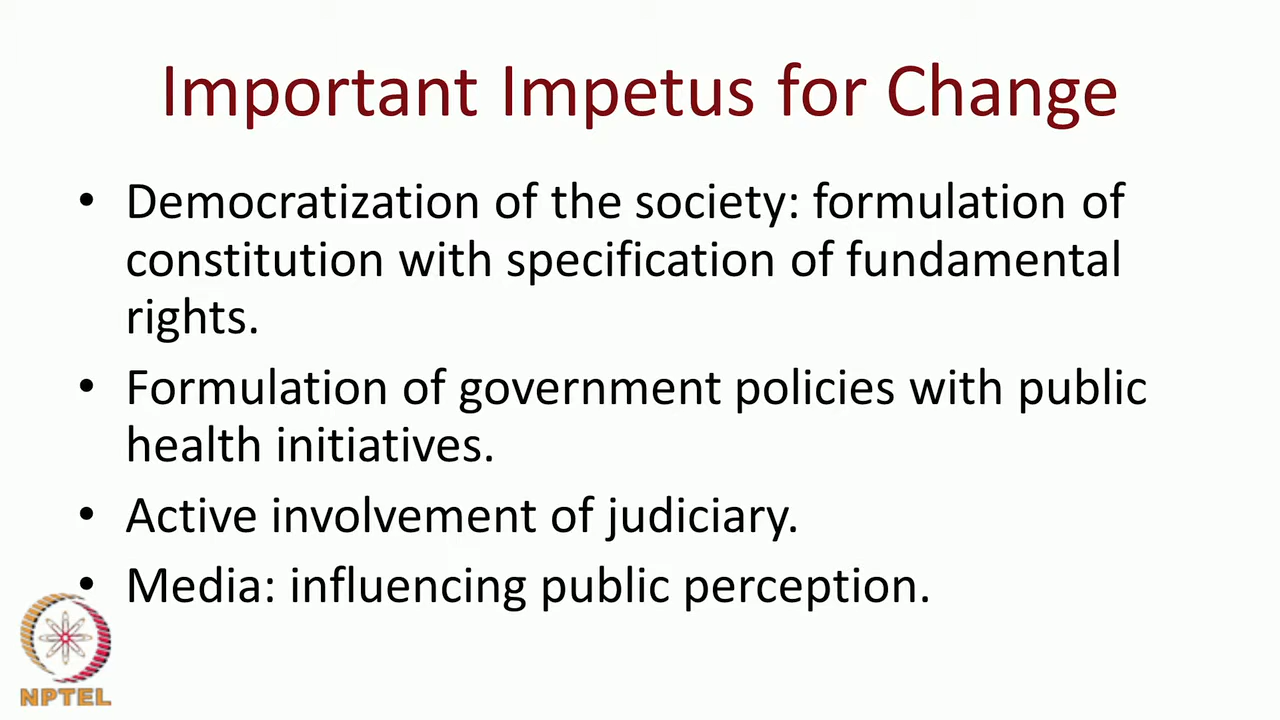 Important Impetus for Change
• Democratization of the society: formulation of
constitution with specification of fundamental
rights.
• Formulation of government policies with public
health initiatives.
• Active involvement of judiciary.
• Media: influencing public perception.
NPTEL